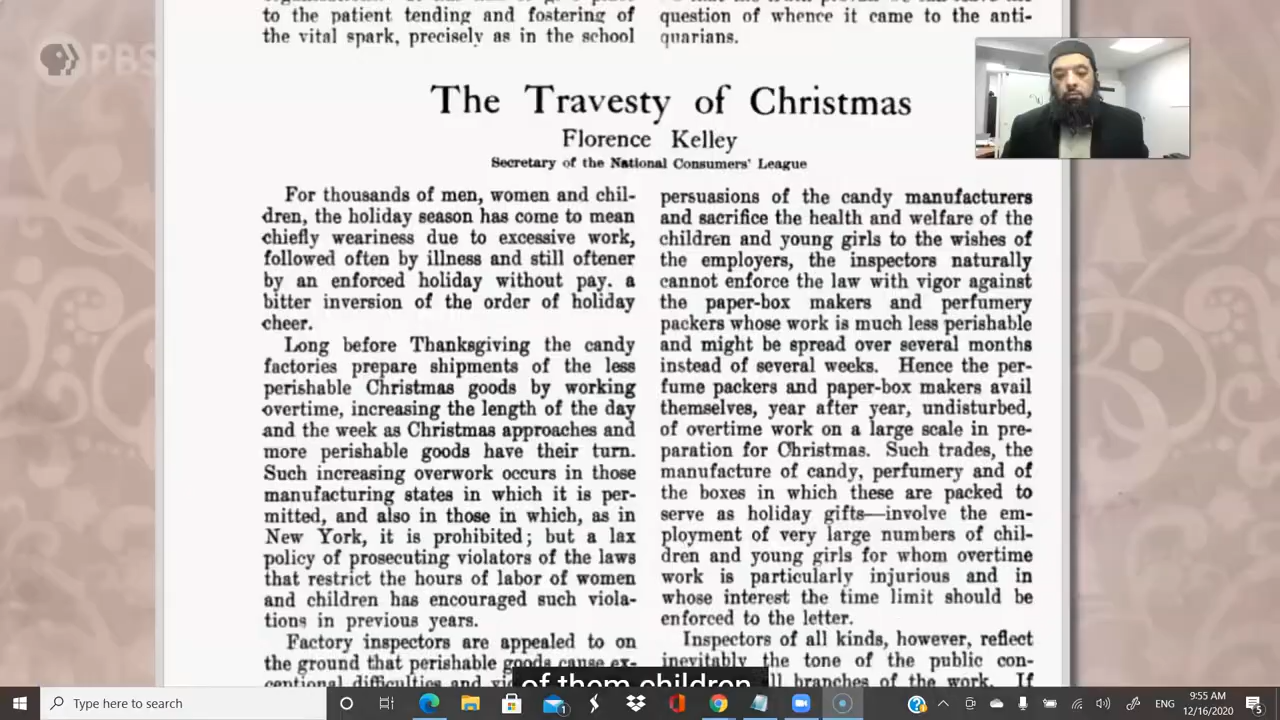 to the patient tending and fostering of
the vital spark, precisely as in the school
question of whence it came to the anti-
quarians.
PBS
The Travesty of Christmas
Florence Kelley
Secretary of the National Consumers' League
For thousands of men, women and chil-
dren, the holiday season has come to mean
chiefly weariness due to excessive work,
followed often by illness and still oftener
by an enforced holiday without pay. a
bitter inversion of the order of holiday
cheer.
Long before Thanksgiving the candy
factories prepare shipments of the less
perishable Christmas goods by working
overtime, increasing the length of the day
and the week as Christmas approaches and
more perishable goods have their turn.
Such increasing overwork occurs in those
manufacturing states in which it is per-
mitted, and also in those in which, as in
New York, it is prohibited; but a lax
policy of prosecuting violators of the laws
that restrict the hours of labor of women
and children has encouraged such viola-
tions in previous years.
Factory inspectors are appealed to on
the ground that perishable goods cause ex-
ceptional difficulties and
persuasions of the candy manufacturers
and sacrifice the health and welfare of the
children and young girls to the wishes of
the employers, the inspectors naturally
cannot enforce the law with vigor against
the paper-box makers and perfumery
packers whose work is much less perishable
and might be spread over several months
instead of several weeks. Hence the per-
fume packers and paper-box makers avail
themselves, year after year, undisturbed,
of overtime work on a large scale in pre-
paration for Christmas. Such trades, the
manufacture of candy, perfumery and of
the boxes in which these are packed to
serve as holiday gifts—involve the em-
ployment of very large numbers of chil-
dren and young girls for whom overtime
work is particularly injurious and in
whose interest the time limit should be
enforced to the letter.
Inspectors of all kinds, however, reflect
inevitably the tone of the public con-
all branches of the work. If
of them children
Type here to search
ENG
9:55 AM
12/16/2020
5